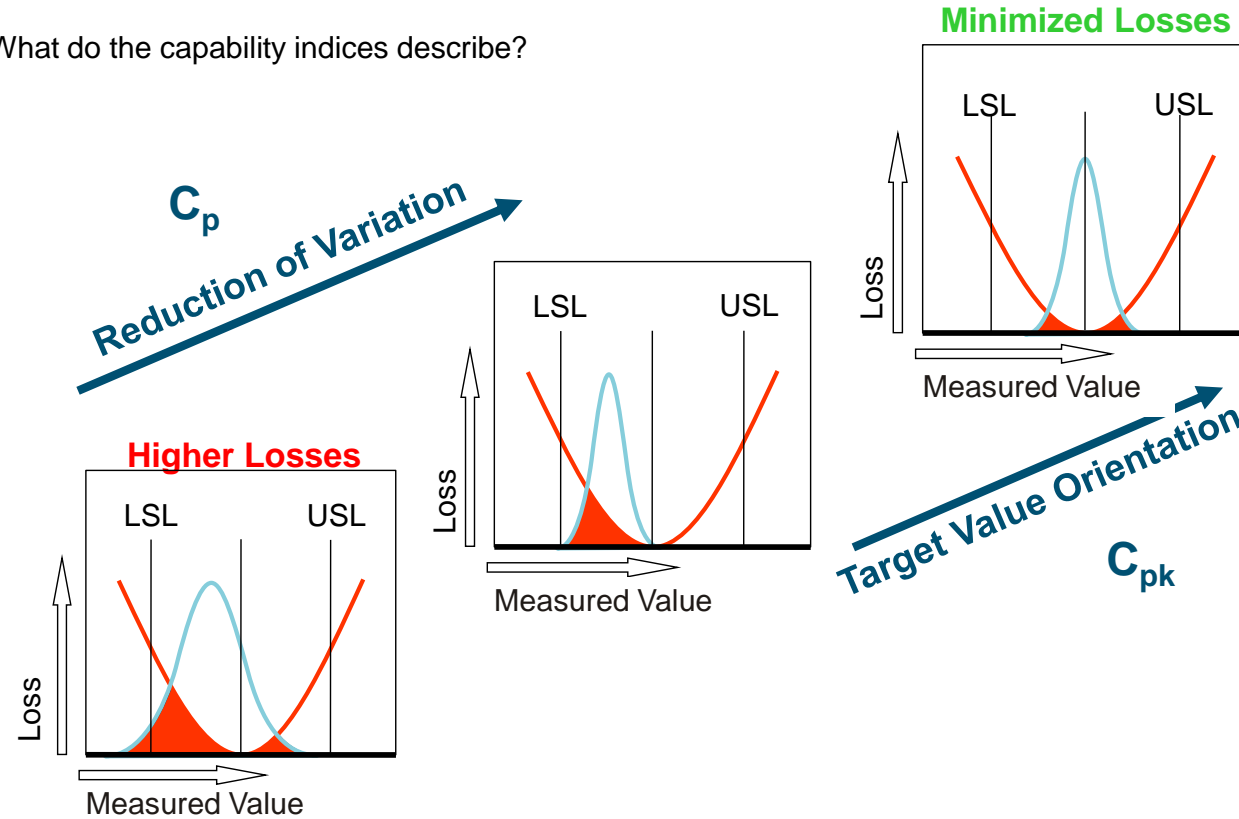 Minimized Losses
What do the capability indices describe?
LSL USL
Cp
Reduction of Variation
Loss
Measured Value
LSL USL
Loss
Measured Value
Target Value Orientation
Cpk
Higher Losses
LSL USL
Loss
Measured Value